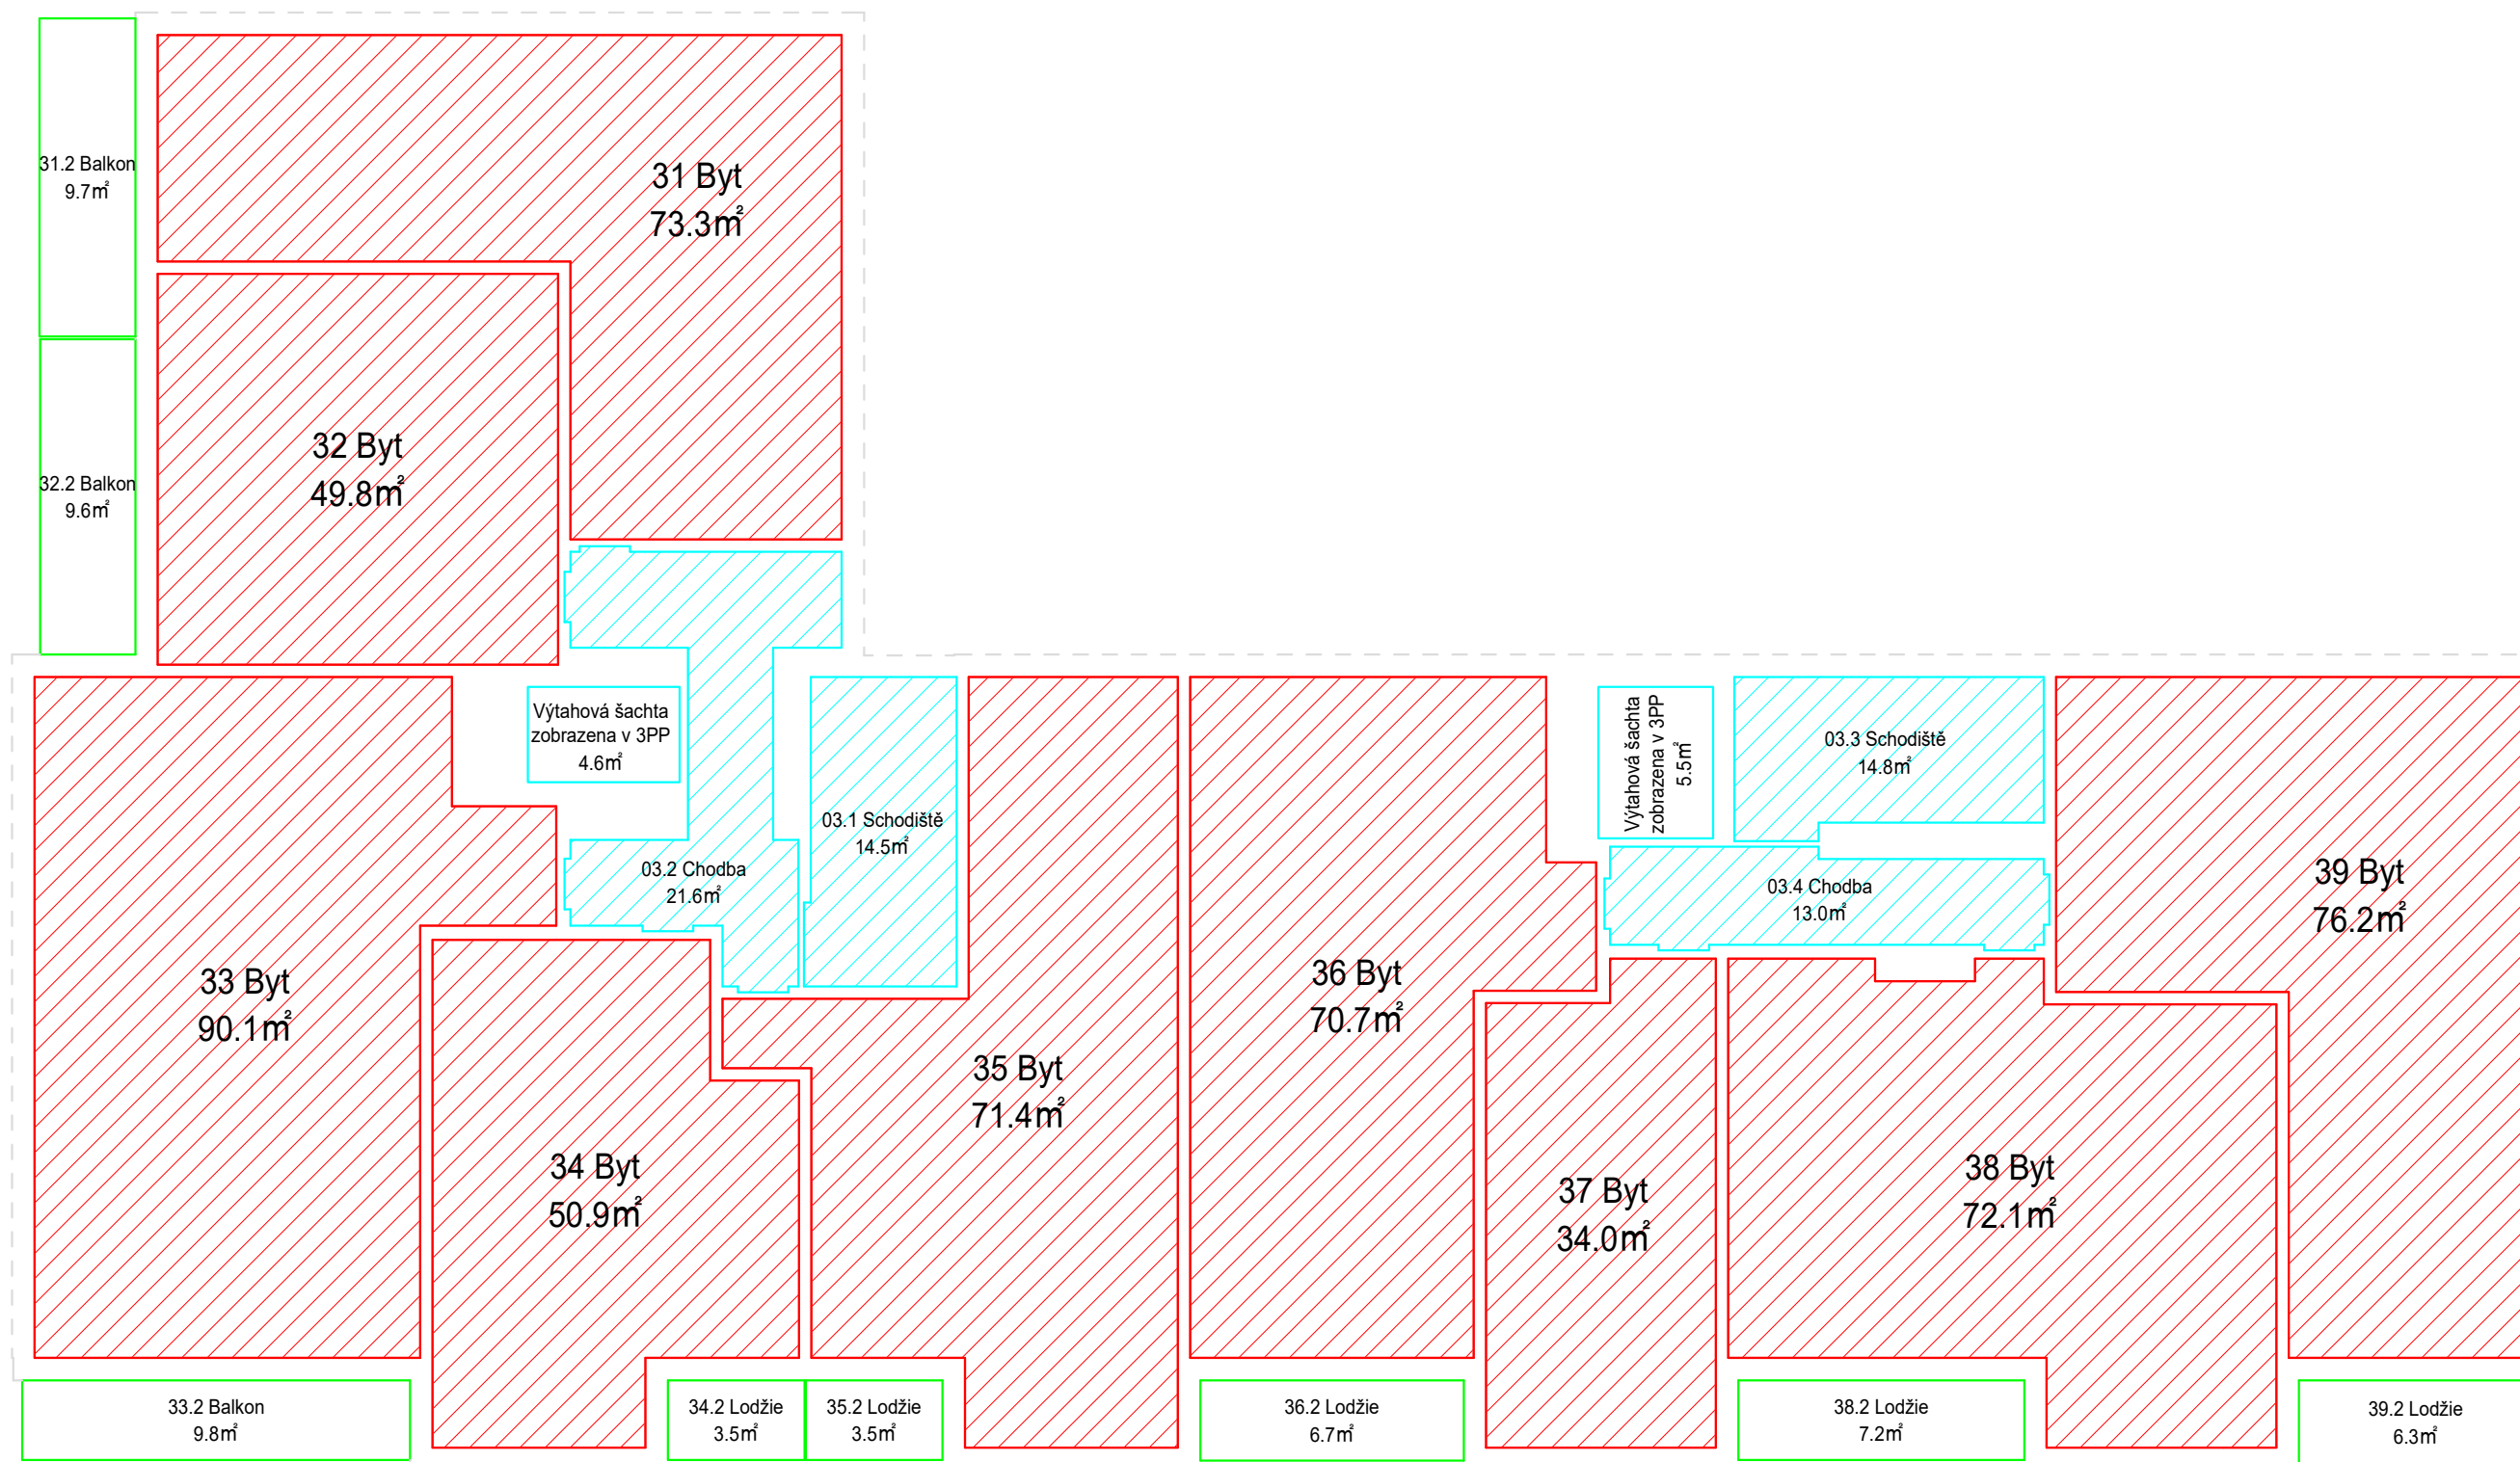 31.2 Balkon
9.7m²
31 Byt
73.3m²
32.2 Balkon
9.6m²
32 Byt
49.8m²
Výtahová šachta
zobrazena v 3PP
4.6m²
03.1 Schodiště
14.5m²
03.2 Chodba
21.6m²
Výtahová šachta
zobrazena v 3PP
5.5m²
03.3 Schodiště
14.8m²
03.4 Chodba
13.0m²
33 Byt
90.1m²
34 Byt
50.9m²
35 Byt
71.4m²
36 Byt
70.7m²
37 Byt
34.0m²
38 Byt
72.1m²
39 Byt
76.2m²
33.2 Balkon
9.8m²
34.2 Lodžie
3.5m²
35.2 Lodžie
3.5m²
36.2 Lodžie
6.7m²
38.2 Lodžie
7.2m²
39.2 Lodžie
6.3m²